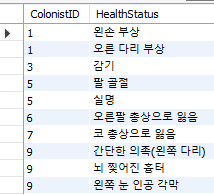 ColonistID HealthStatus
1 왼손 부상
1 오른 다리 부상
3 감기
5 팔 골절
5 실명
6 오른팔 총상으로 잃음
7 코 총상으로 잃음
9 간단한 의족(왼쪽 다리)
9 뇌 찢어진 흉터
9 왼쪽 눈 인공 각막